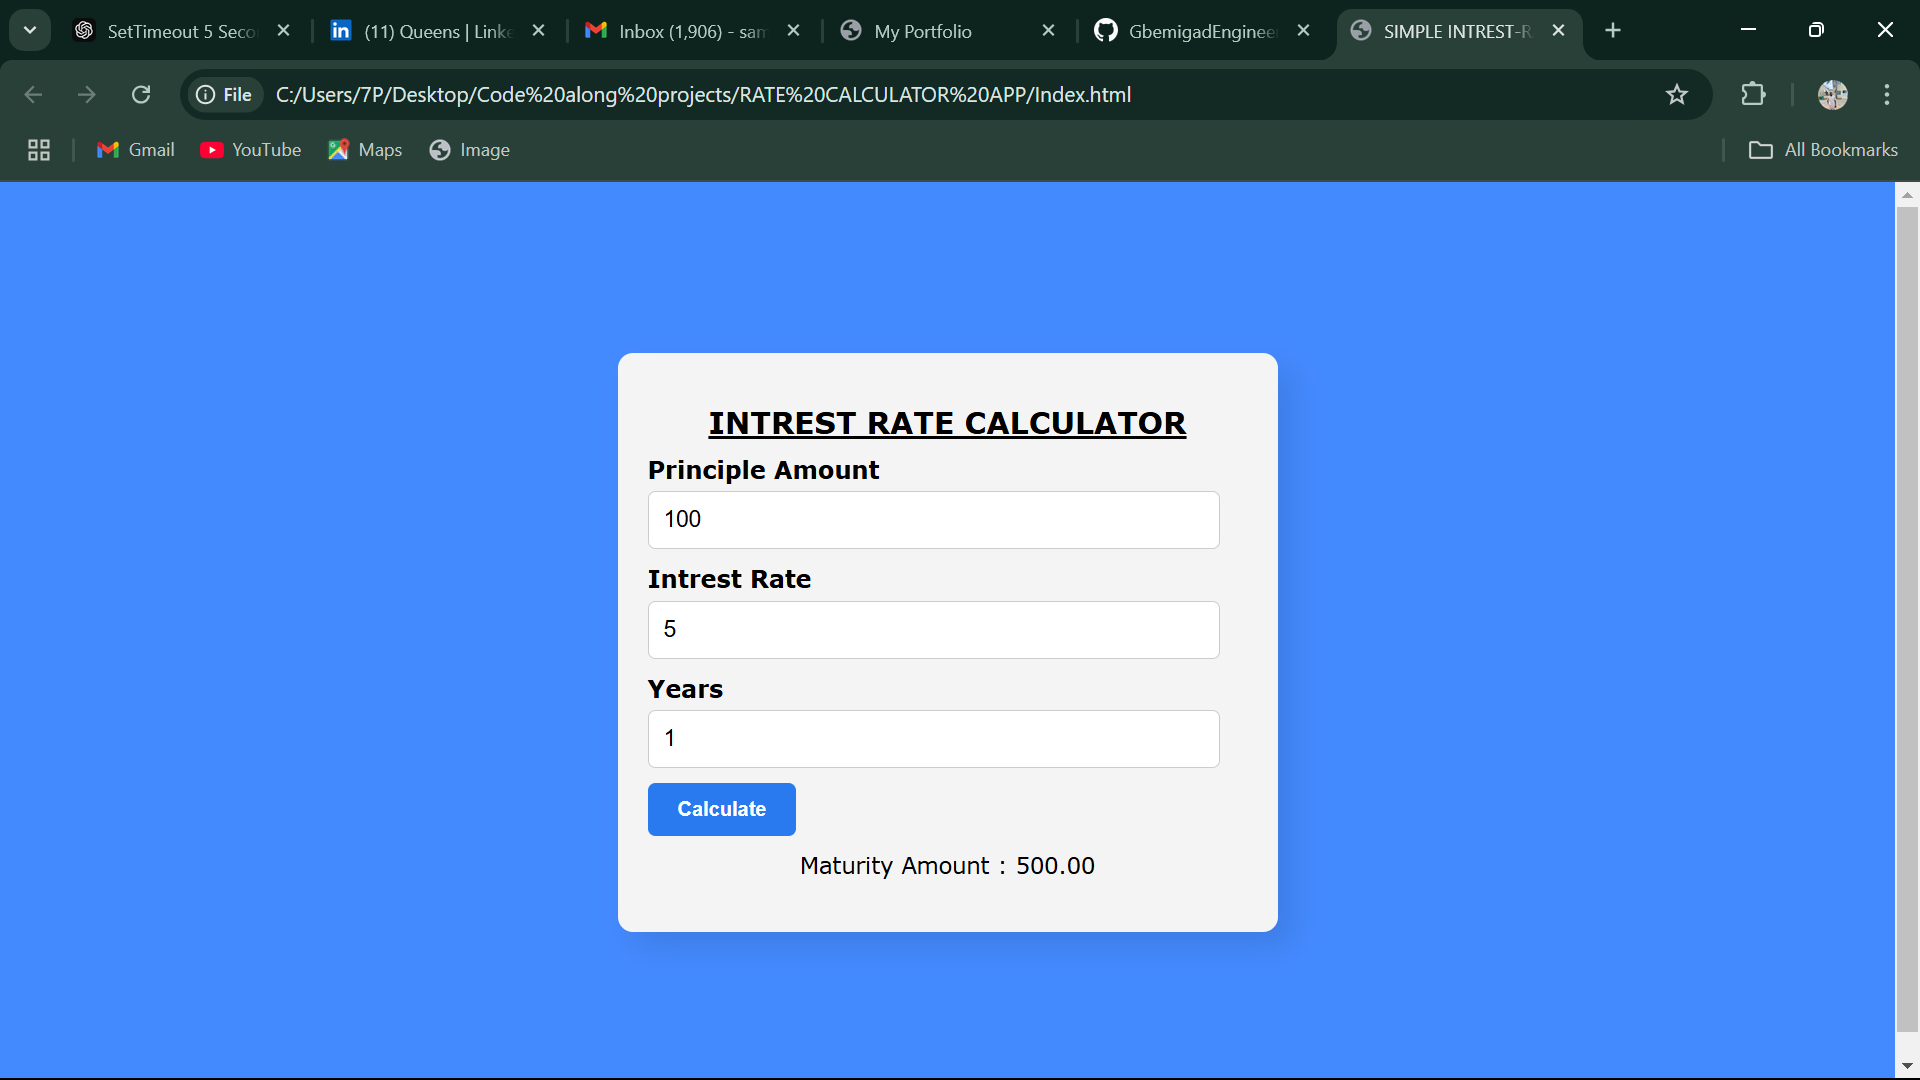 SetTimeout 5 Seco
(11) Queens | Linke
Inbox (1,906) - sam
My Portfolio
GbemigadEnginee
SIMPLE INTREST-R
File
C:/Users/7P/Desktop/Code%20along%20projects/RATE%20CALCULATOR%20APP/Index.html
Gmail
YouTube
Maps
Image
All Bookmarks
INTREST RATE CALCULATOR
Principle Amount
100
Intrest Rate
5
Years
1
Calculate
Maturity Amount : 500.00